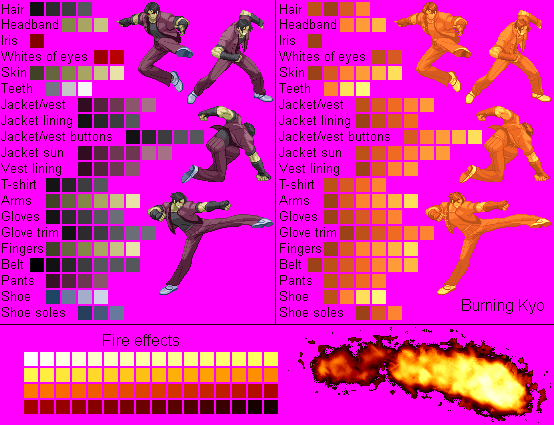 Hair
Headband
Iris
Whites of eyes
Skin
Teeth
Jacket/vest
Jacket lining
Jacket/vest buttons
Jacket sun
Vest lining
T-shirt
Arms
Gloves
Glove trim
Fingers
Belt
Pants
Shoe
Shoe soles
Hair
Headband
Iris
Whites of eyes
Skin
Teeth
Jacket/vest
Jacket lining
Jacket/vest buttons
Jacket sun
Vest lining
T-shirt
Arms
Gloves
Glove trim
Fingers
Belt
Pants
Shoe
Shoe soles
Burning Kyo
Fire effects